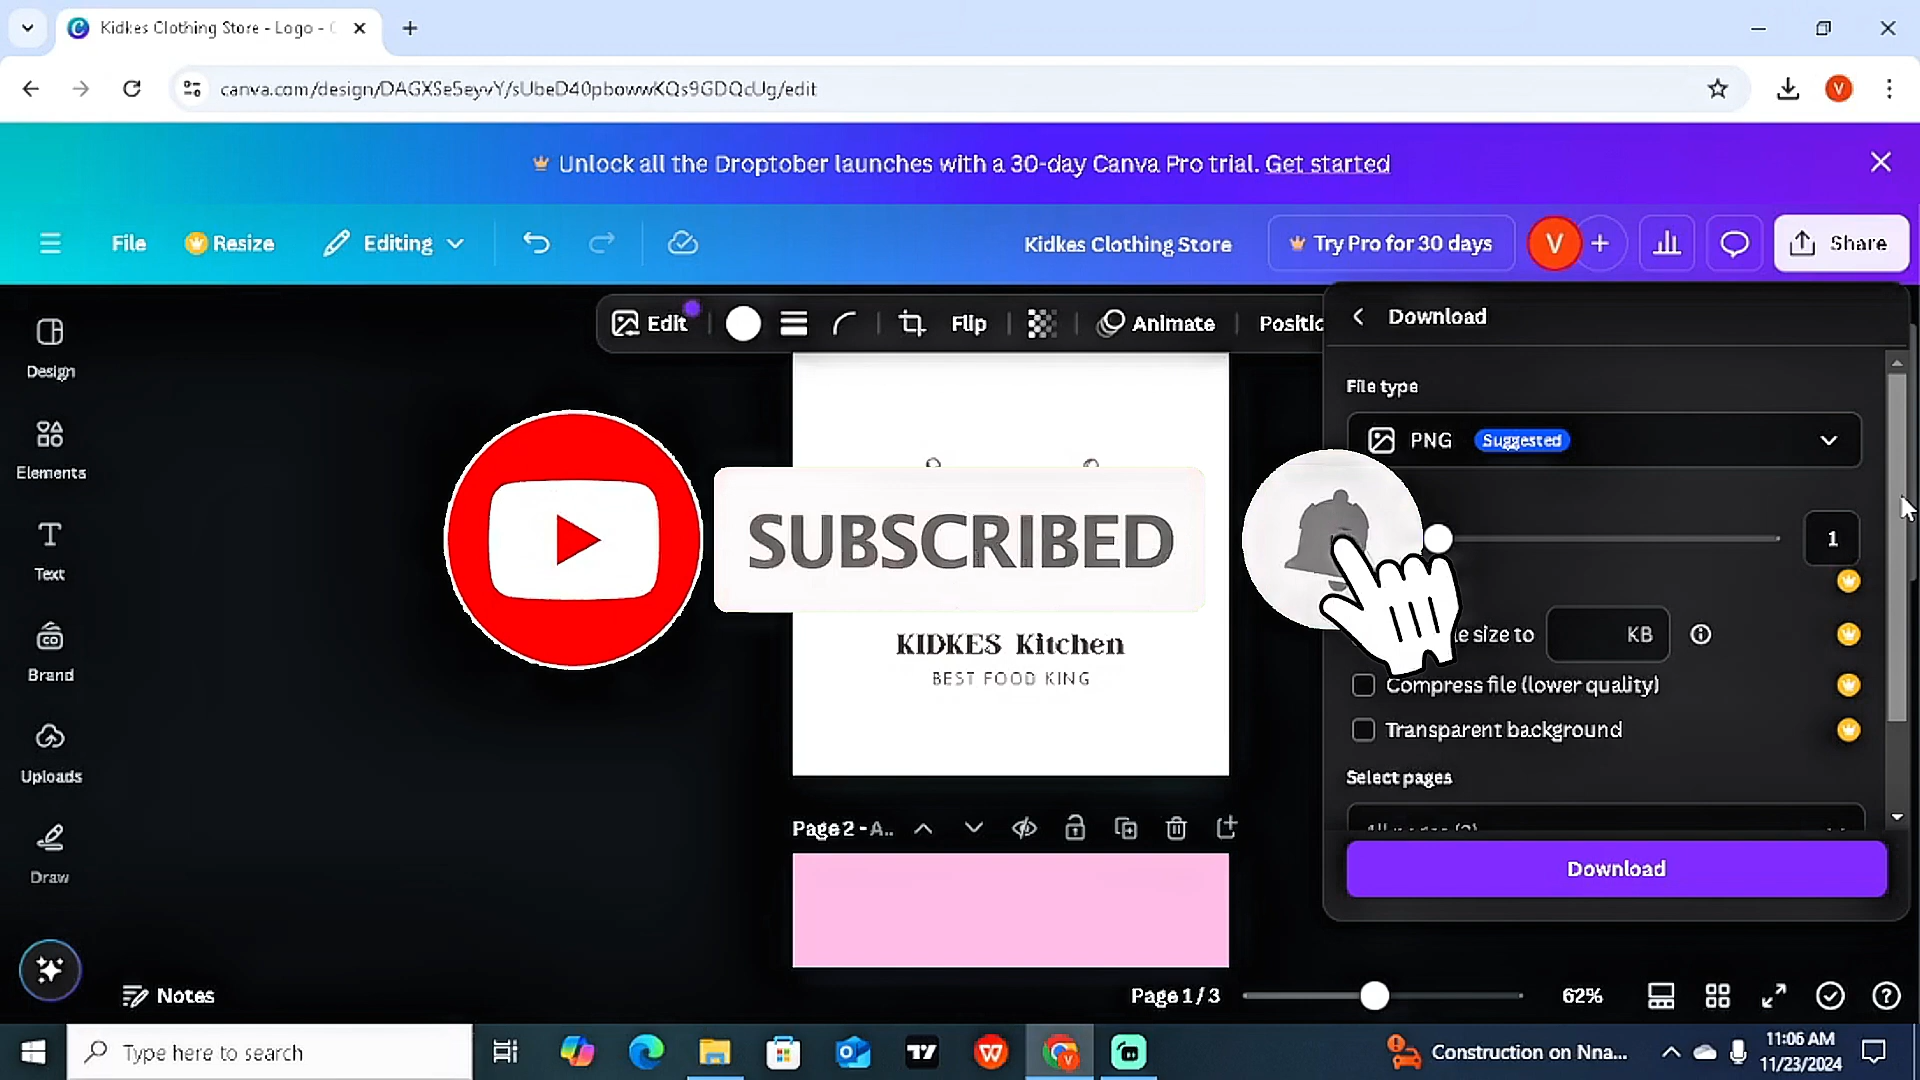 Kidkes Clothing Store - Logo -
canva.com/design/DAGXSe5eyvY/sUbeD40pbowwKQs9GDQcUg/edit
V
Unlock all the Droptober launches with a 30-day Canva Pro trial. Get started
File
Resize
Editing
Kidkes Clothing Store
Try Pro for 30 days
V
Share
Edit
Flip
Animate
Positio
Download
Design
Elements
Text
Brand
Uploads
Draw
File type
PNG
Suggested
1
size to
KB
Compress file (lower quality)
Transparent background
Select pages
Download
SUBSCRIBED
KIDKES Kitchen
BEST FOOD KING
Page 2 - A..
Notes
Page 1 / 3
62%
Type here to search
Construction on Nna...
11:06 AM
11/23/2024